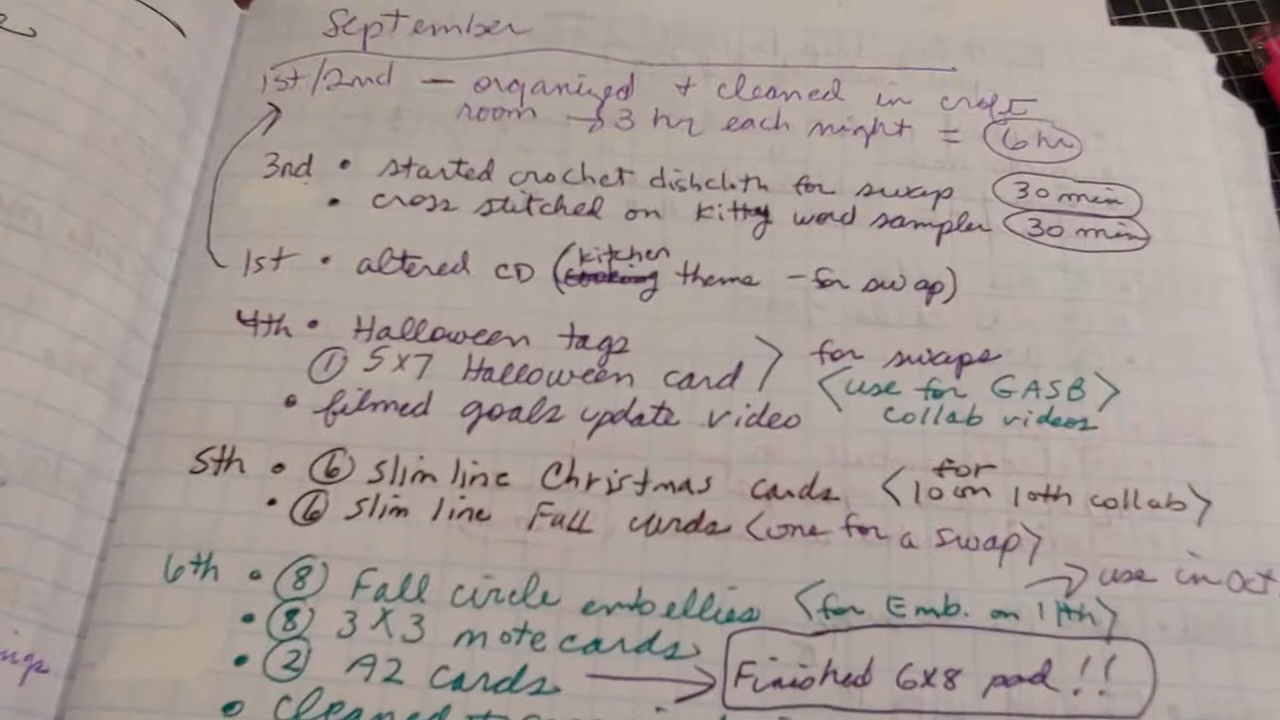 September
1st/2nd — organized + cleaned in craft
room → 3 hr each night = 6 hr
3rd • started crochet dishcloth for swap 30 min
• cross stitched on kitty word sampler 30 min
kitchen
1st • altered CD (cooking theme - for swap)
4th • Halloween tags
① 5x7 Halloween card > for swaps
<use for GASB>
• filmed goals update video collab videos
for
5th • ⑥ slim line Christmas cards <10 on 10th collab>
• ⑥ slim line Fall cards <one for a swap>
→ use in Oct
6th • ⑧ Fall circle embellies <for Emb. on 11th>
• ⑧ 3x3 notecards
• ② A2 cards → Finished 6x8 pad!!
• cleaned +